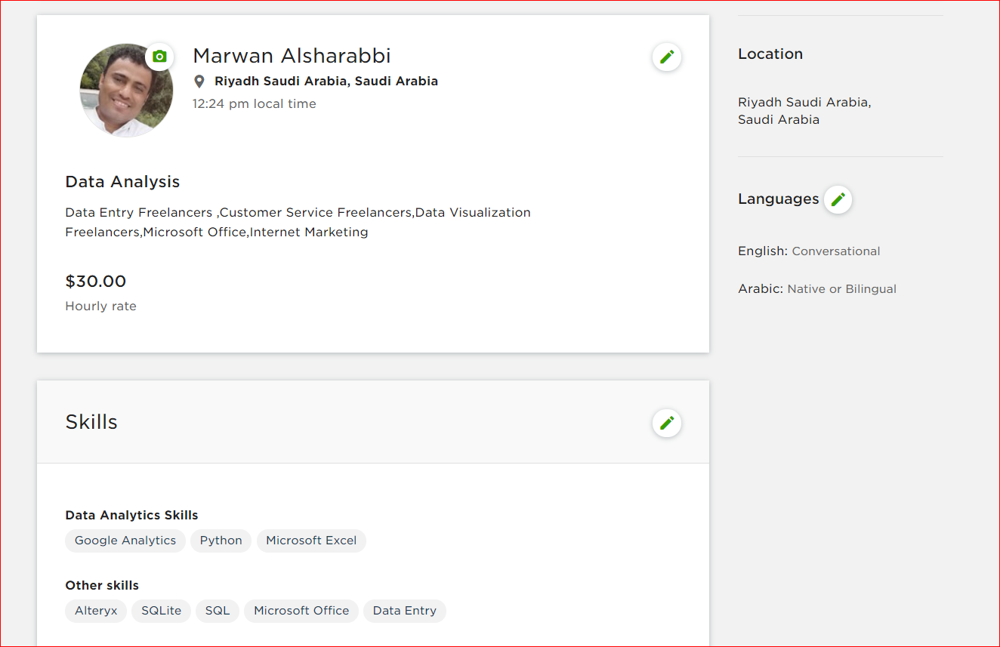 Marwan Alsharabbi
Riyadh Saudi Arabia, Saudi Arabia
12:24 pm local time
Data Analysis
Data Entry Freelancers ,Customer Service Freelancers,Data Visualization
Freelancers,Microsoft Office,Internet Marketing
$30.00
Hourly rate
Skills
Data Analytics Skills
Google Analytics Python Microsoft Excel
Other skills
Alteryx SQLite SQL Microsoft Office Data Entry
Location
Riyadh Saudi Arabia,
Saudi Arabia
Languages
English: Conversational
Arabic: Native or Bilingual